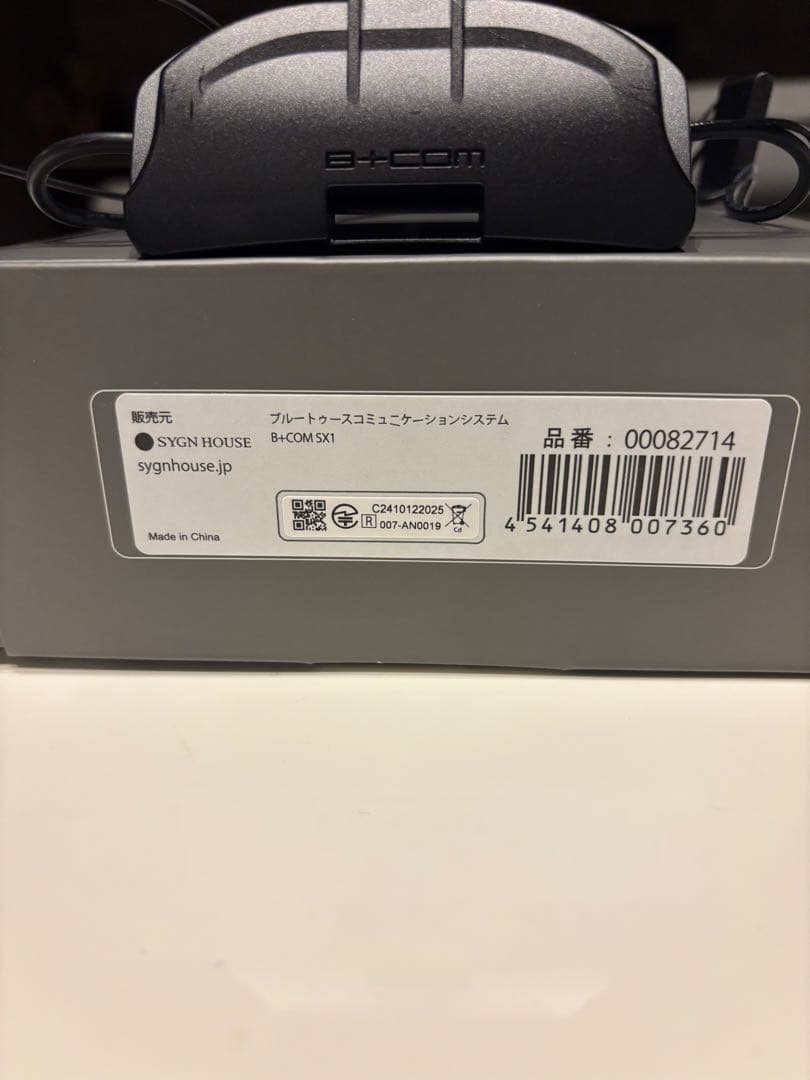 B+COM
販売元
SYGN HOUSE
sygnhouse.jp
Made in China
ブルートゥースコミュニケーションシステム
B+COM SX1
C2410122025
R 007-AN0019
Cd
品番 : 00082714
4 541408 007360